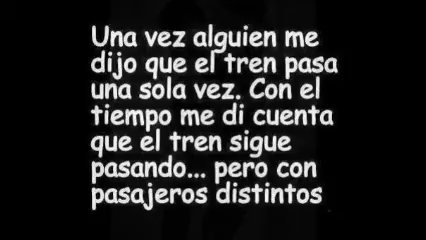 Una vez alguien me
dijo que el tren pasa
una sola vez. Con el
tiempo me di cuenta
que el tren sigue
pasando... pero con
pasajeros distintos